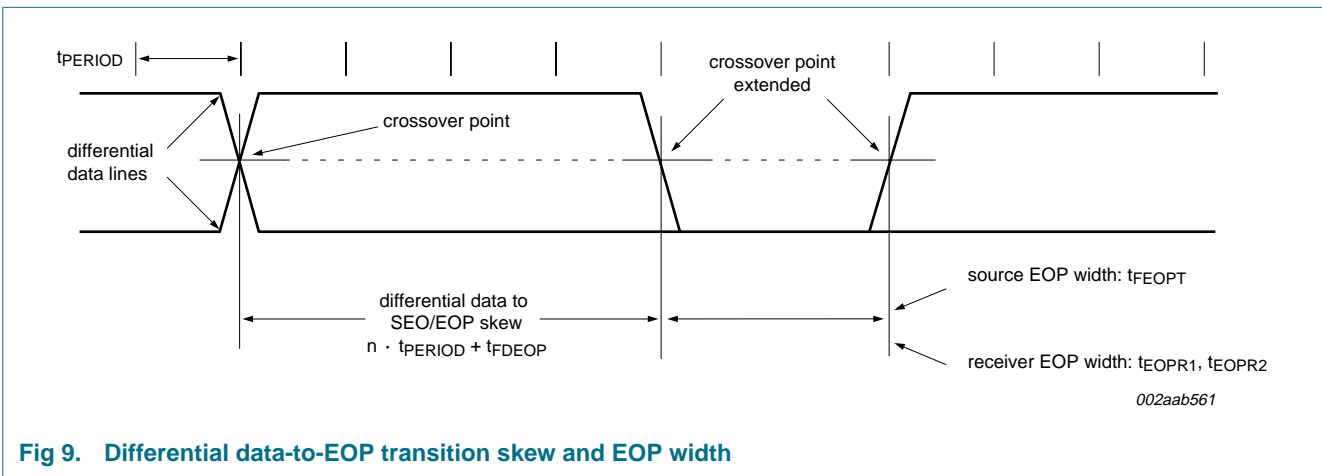 tPERIOD
crossover point
extended
crossover point
differential
data lines
differential data to
SEO/EOP skew
n · tPERIOD + tFDEOP
source EOP width: tFEOPT
receiver EOP width: tEOPR1, tEOPR2
002aab561
Fig 9. Differential data-to-EOP transition skew and EOP width